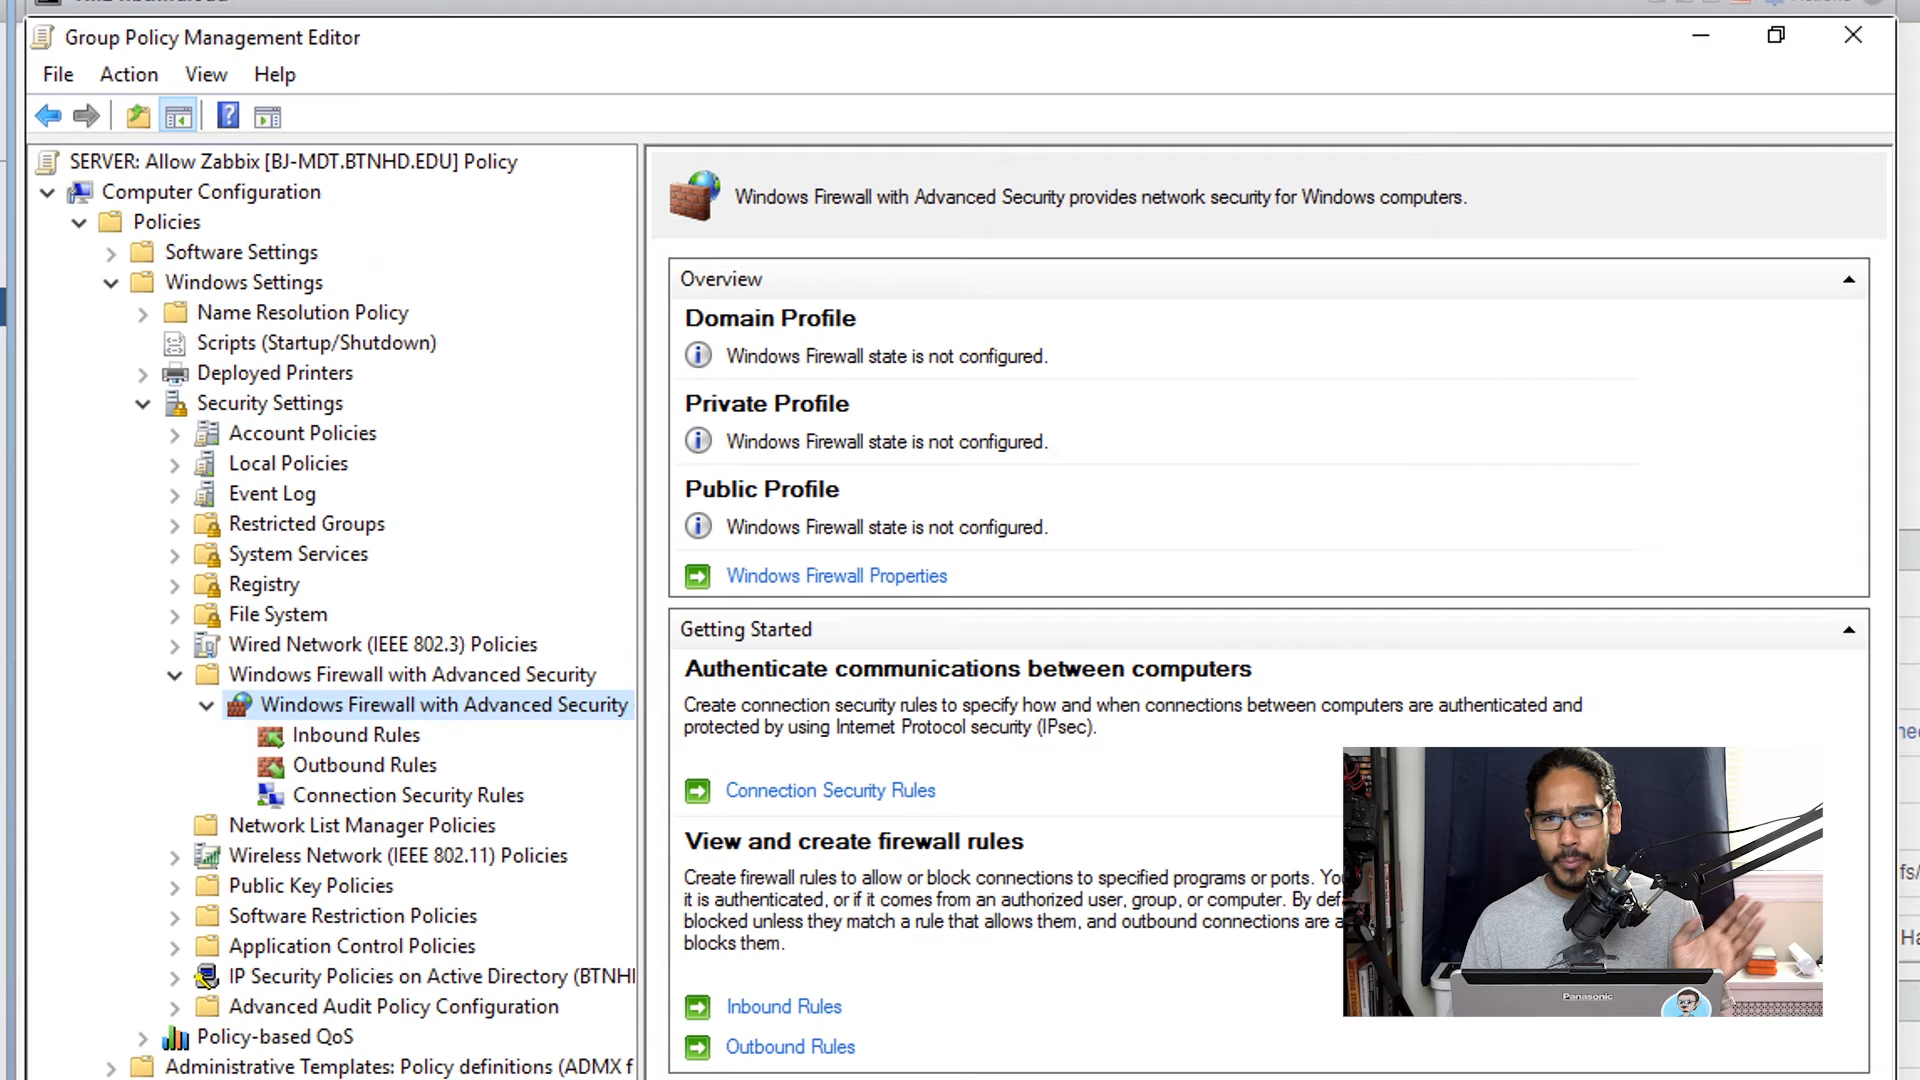 Group Policy Management Editor
File Action View Help
SERVER: Allow Zabbix [BJ-MDT.BTNHD.EDU] Policy
Computer Configuration
Policies
Software Settings
Windows Settings
Name Resolution Policy
Scripts (Startup/Shutdown)
Deployed Printers
Security Settings
Account Policies
Local Policies
Event Log
Restricted Groups
System Services
Registry
File System
Wired Network (IEEE 802.3) Policies
Windows Firewall with Advanced Security
Windows Firewall with Advanced Security
Inbound Rules
Outbound Rules
Connection Security Rules
Network List Manager Policies
Wireless Network (IEEE 802.11) Policies
Public Key Policies
Software Restriction Policies
Application Control Policies
IP Security Policies on Active Directory (BTNH
Advanced Audit Policy Configuration
Policy-based QoS
Administrative Templates: Policy definitions (ADMX f
Windows Firewall with Advanced Security provides network security for Windows computers.
Overview
Domain Profile
Windows Firewall state is not configured.
Private Profile
Windows Firewall state is not configured.
Public Profile
Windows Firewall state is not configured.
Windows Firewall Properties
Getting Started
Authenticate communications between computers
Create connection security rules to specify how and when connections between computers are authenticated and
protected by using Internet Protocol security (IPsec).
Connection Security Rules
View and create firewall rules
Create firewall rules to allow or block connections to specified programs or ports. Yo
it is authenticated, or if it comes from an authorized user, group, or computer. By def
blocked unless they match a rule that allows them, and outbound connections are a
blocks them.
Inbound Rules
Outbound Rules
Panasonic
fs/
Ha